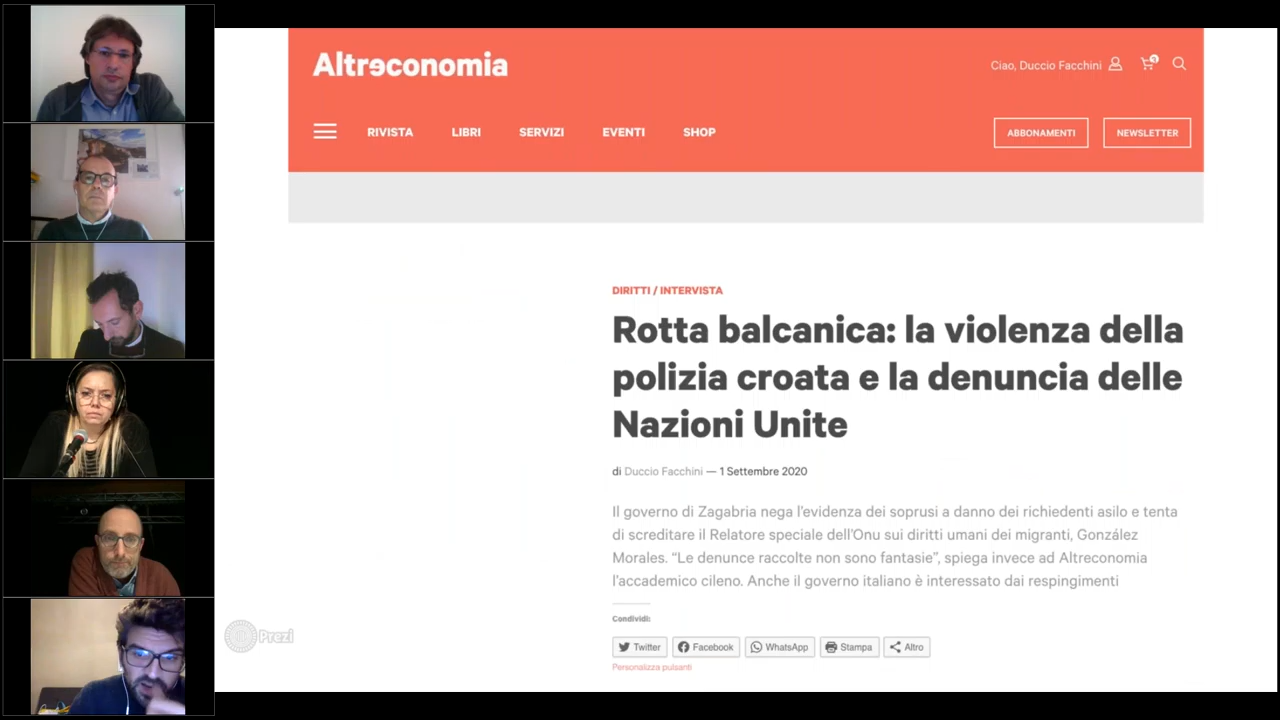 Altreconomia
Ciao, Duccio Facchini
RIVISTA LIBRI SERVIZI EVENTI SHOP
ABBONAMENTI NEWSLETTER
DIRITTI / INTERVISTA
Rotta balcanica: la violenza della
polizia croata e la denuncia delle
Nazioni Unite
di Duccio Facchini — 1 Settembre 2020
Il governo di Zagabria nega l'evidenza dei soprusi a danno dei richiedenti asilo e tenta
di screditare il Relatore speciale dell'Onu sui diritti umani dei migranti, González
Morales. “Le denunce raccolte non sono fantasie”, spiega invece ad Altreconomia
l'accademico cileno. Anche il governo italiano è interessato dai respingimenti
Condividi:
Twitter Facebook WhatsApp Stampa Altro
Personalizza pulsanti
Prezi